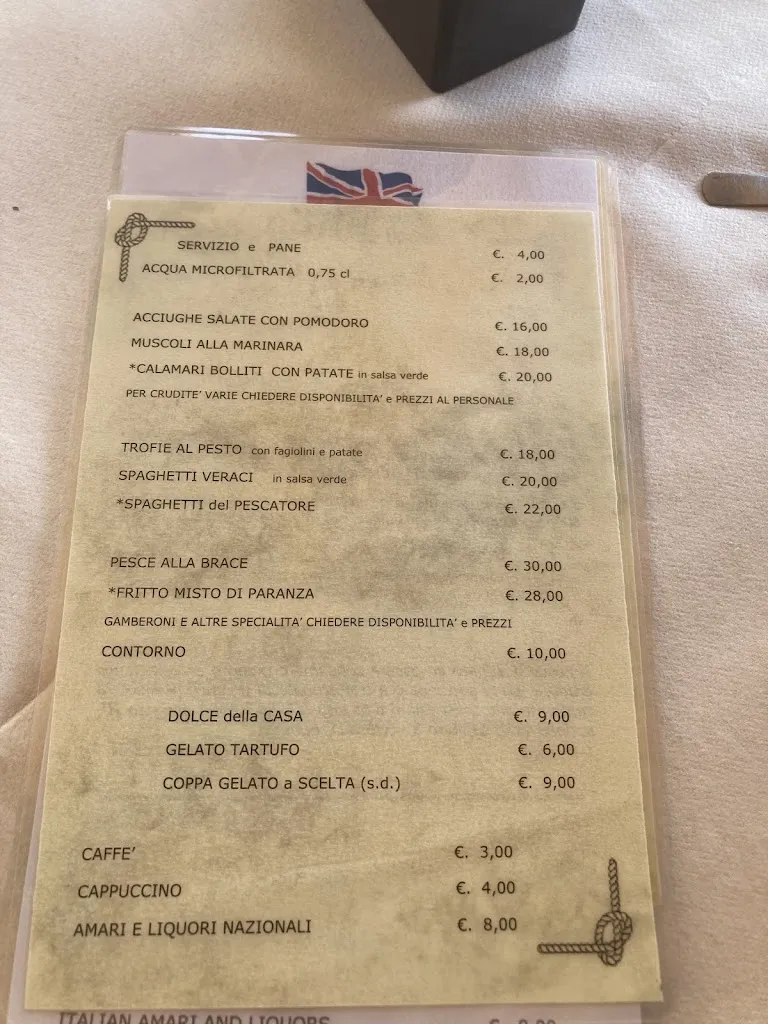 SERVIZIO e PANE €. 4,00
ACQUA MICROFILTRATA 0,75 cl €. 2,00
ACCIUGHE SALATE CON POMODORO €. 16,00
MUSCOLI ALLA MARINARA €. 18,00
*CALAMARI BOLLITI CON PATATE in salsa verde €. 20,00
PER CRUDITE' VARIE CHIEDERE DISPONIBILITA' e PREZZI AL PERSONALE
TROFIE AL PESTO con fagiolini e patate €. 18,00
SPAGHETTI VERACI in salsa verde €. 20,00
*SPAGHETTI del PESCATORE €. 22,00
PESCE ALLA BRACE €. 30,00
*FRITTO MISTO DI PARANZA €. 28,00
GAMBERONI E ALTRE SPECIALITA' CHIEDERE DISPONIBILITA' e PREZZI
CONTORNO €. 10,00
DOLCE della CASA €. 9,00
GELATO TARTUFO €. 6,00
COPPA GELATO a SCELTA (s.d.) €. 9,00
CAFFE' €. 3,00
CAPPUCCINO €. 4,00
AMARI E LIQUORI NAZIONALI €. 8,00
ITALIAN AMARI AND LIQUORS